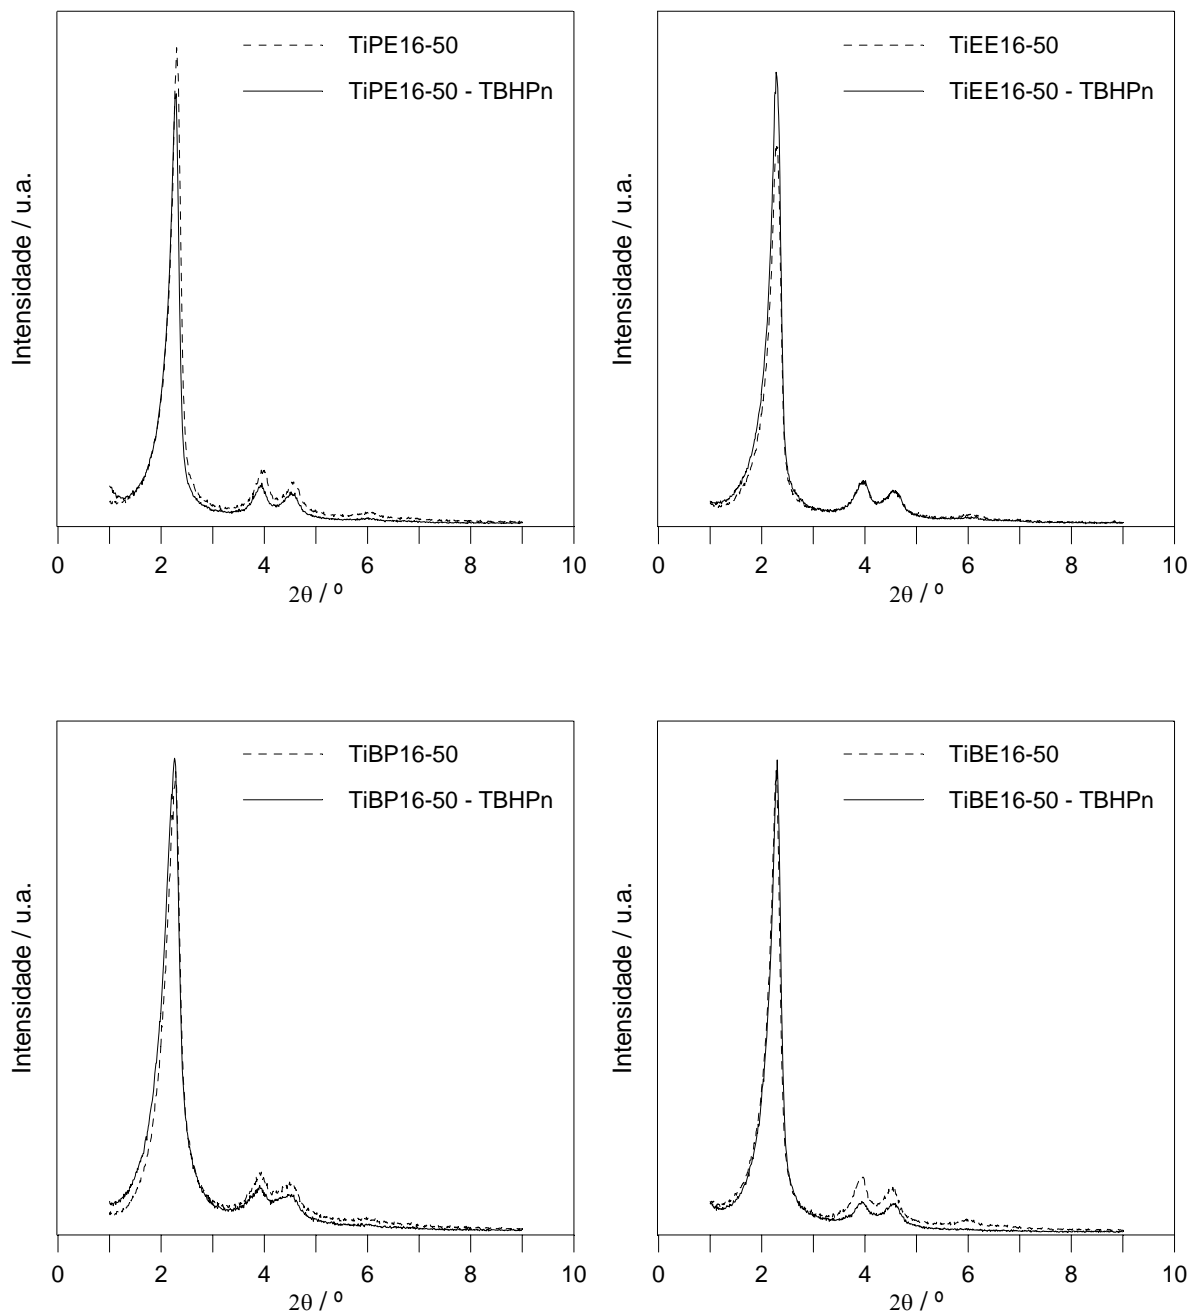 TiPE16-50
TiPE16-50 - TBHPn
Intensidade / u.a.
0 2 4 6 8 10
2θ / º
TiEE16-50
TiEE16-50 - TBHPn
Intensidade / u.a.
0 2 4 6 8 10
2θ / º
TiBP16-50
TiBP16-50 - TBHPn
Intensidade / u.a.
0 2 4 6 8 10
2θ / º
TiBE16-50
TiBE16-50 - TBHPn
Intensidade / u.a.
0 2 4 6 8 10
2θ / º